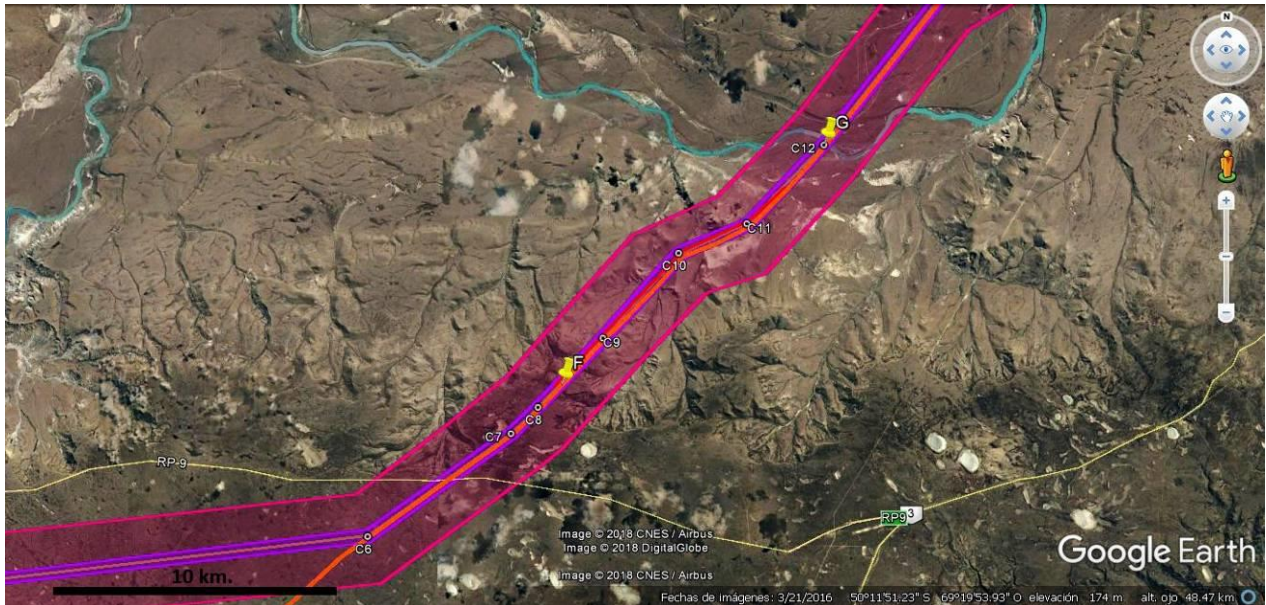 N
G
C12
C11
C10
C9
F
C8
C7
RP-9
RP9 3
C6
Image © 2018 CNES / Airbus
Image © 2018 DigitalGlobe
Image © 2018 CNES / Airbus
Google Earth
10 km.
Fechas de imágenes: 3/21/2016 50°11'51.23" S 69°19'53.93" O elevación 174 m alt. ojo 48.47 km